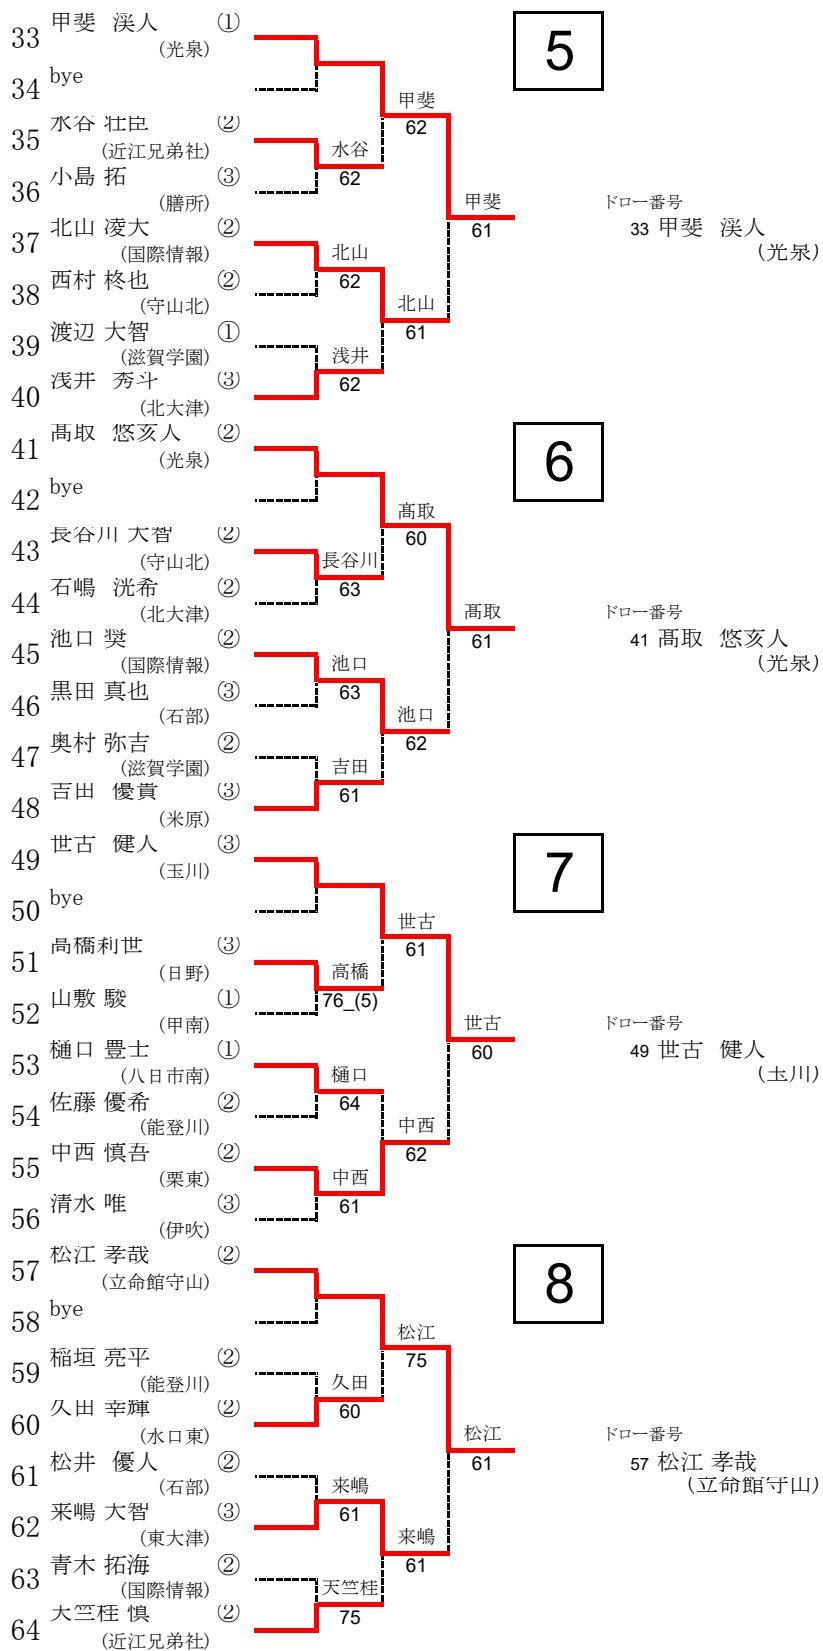 5
33 甲斐 渓人 ①
(光泉)
34 bye
35 水谷 壮臣 ②
(近江兄弟社)
36 小島 拓 ③
(膳所)
37 北山 凌大 ②
(国際情報)
38 西村 柊也 ②
(守山北)
39 渡辺 大智 ①
(滋賀学園)
40 浅井 秀斗 ③
(北大津)
水谷
62
北山
62
浅井
62
甲斐
62
北山
61
甲斐
61
ドロー番号
33 甲斐 渓人
(光泉)
6
41 髙取 悠亥人 ②
(光泉)
42 bye
43 長谷川 大智 ②
(守山北)
44 石嶋 洸希 ②
(北大津)
45 池口 奨 ②
(国際情報)
46 黒田 真也 ③
(石部)
47 奥村 弥吉 ②
(滋賀学園)
48 吉田 優貴 ③
(米原)
長谷川
63
池口
63
吉田
61
髙取
60
池口
62
髙取
61
ドロー番号
41 髙取 悠亥人
(光泉)
7
49 世古 健人 ③
(玉川)
50 bye
51 高橋利世 ③
(日野)
52 山敷 駿 ①
(甲南)
53 樋口 豊士 ①
(八日市南)
54 佐藤 優希 ②
(能登川)
55 中西 慎吾 ②
(栗東)
56 清水 唯 ③
(伊吹)
高橋
76_(5)
樋口
64
中西
61
世古
61
中西
62
世古
60
ドロー番号
49 世古 健人
(玉川)
8
57 松江 孝哉 ②
(立命館守山)
58 bye
59 稲垣 亮平 ②
(能登川)
60 久田 幸輝 ②
(水口東)
61 松井 優人 ②
(石部)
62 来嶋 大智 ③
(東大津)
63 青木 拓海 ②
(国際情報)
64 天竺桂 慎 ②
(近江兄弟社)
久田
60
来嶋
61
天竺桂
75
松江
75
来嶋
61
松江
61
ドロー番号
57 松江 孝哉
(立命館守山)